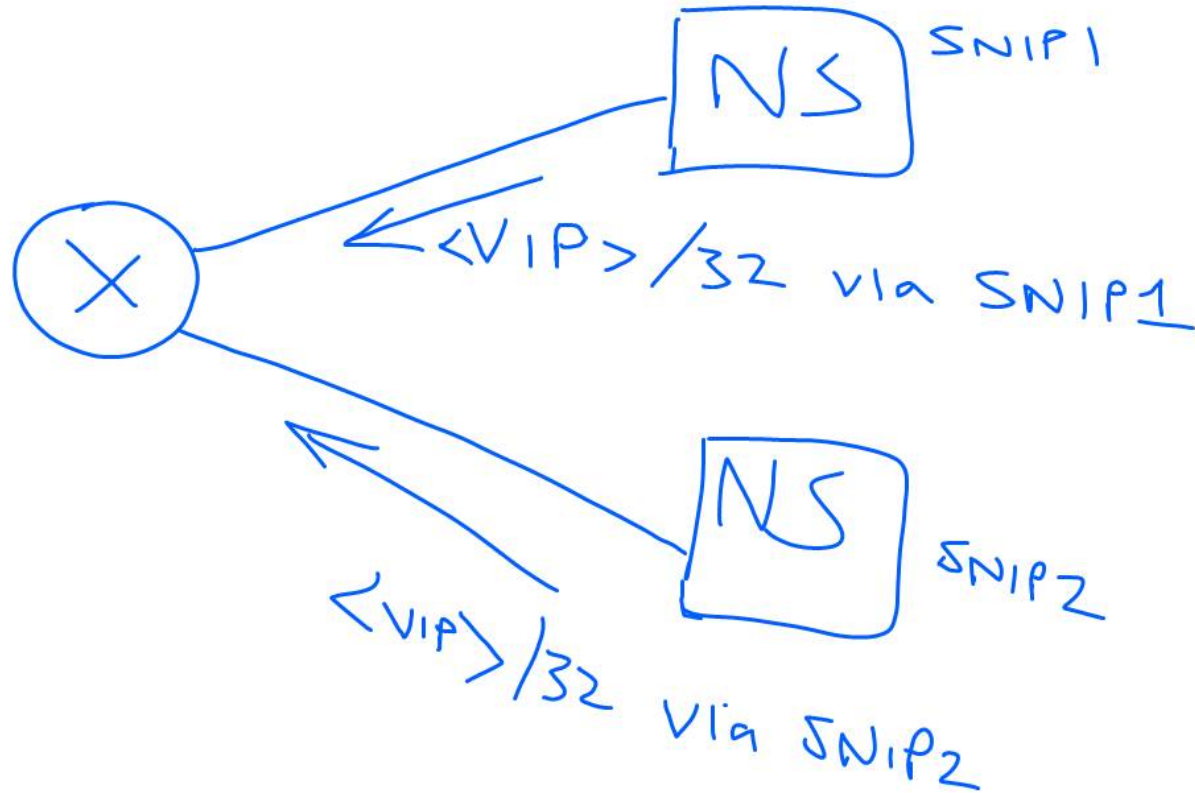 NS
SNIP1
X
<VIP>/32 via SNIP1
NS
SNIP2
<VIP>/32 via SNIP2